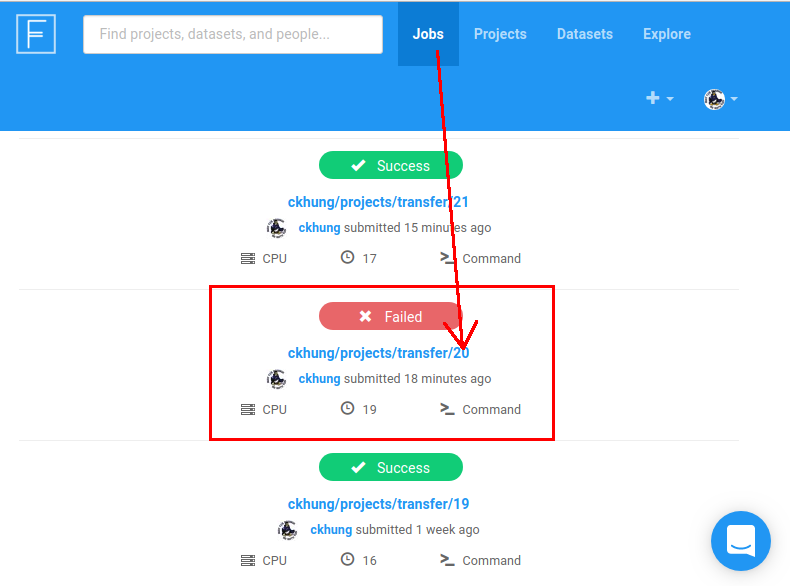 F
Find projects, datasets, and people...
Jobs
Projects
Datasets
Explore
Success
ckhung/projects/transfer/21
ckhung submitted 15 minutes ago
CPU
17
Command
Failed
ckhung/projects/transfer/20
ckhung submitted 18 minutes ago
CPU
19
Command
Success
ckhung/projects/transfer/19
ckhung submitted 1 week ago
CPU
16
Command